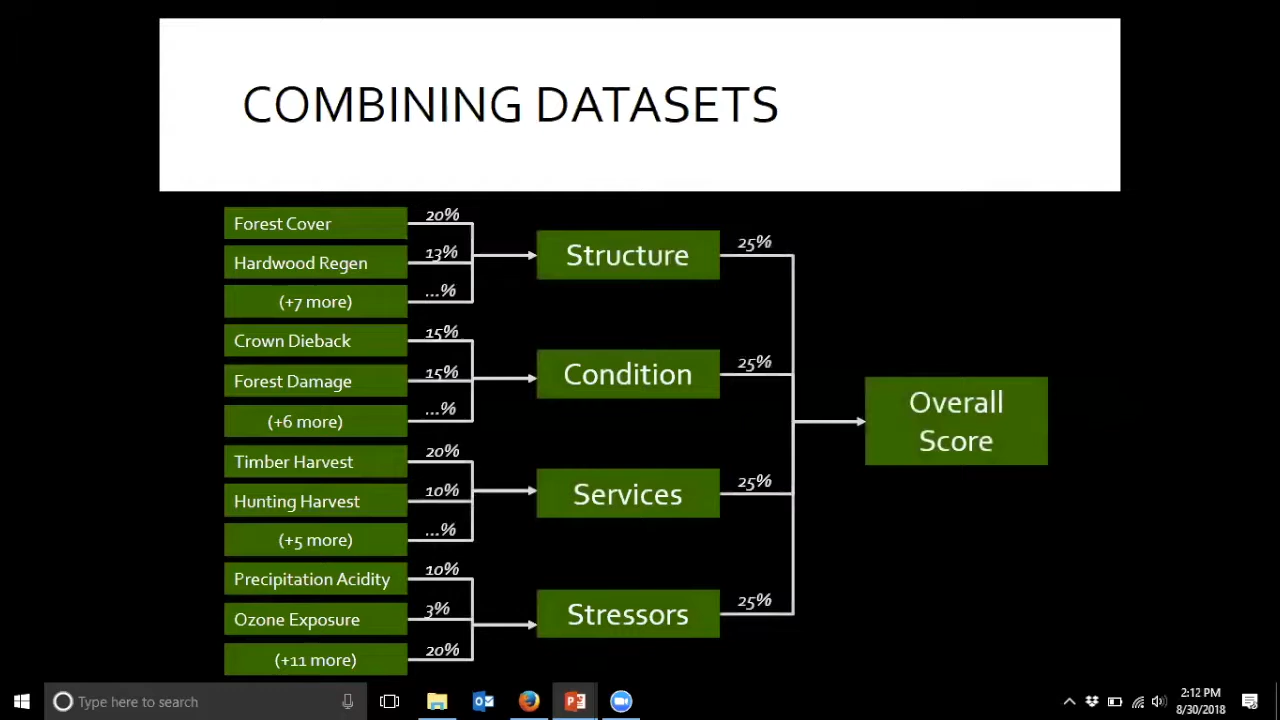 COMBINING DATASETS
Forest Cover
20%
Hardwood Regen
13%
(+7 more)
...%
Structure
25%
Crown Dieback
15%
Forest Damage
15%
(+6 more)
...%
Condition
25%
Timber Harvest
20%
Hunting Harvest
10%
(+5 more)
...%
Services
25%
Precipitation Acidity
10%
Ozone Exposure
3%
(+11 more)
20%
Stressors
25%
Overall
Score
Type here to search
2:12 PM
8/30/2018